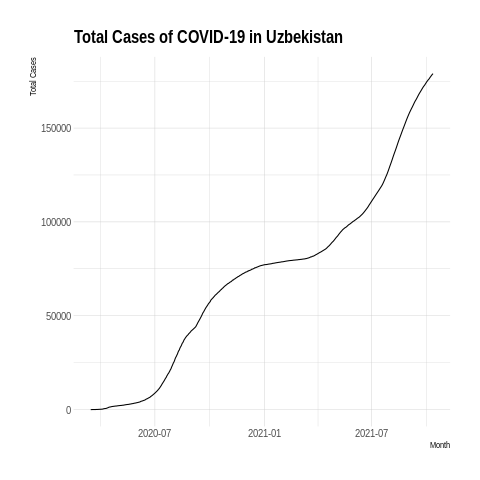 Total Cases of COVID-19 in Uzbekistan
Total Cases
150000
100000
50000
0
2020-07 2021-01 2021-07
Month